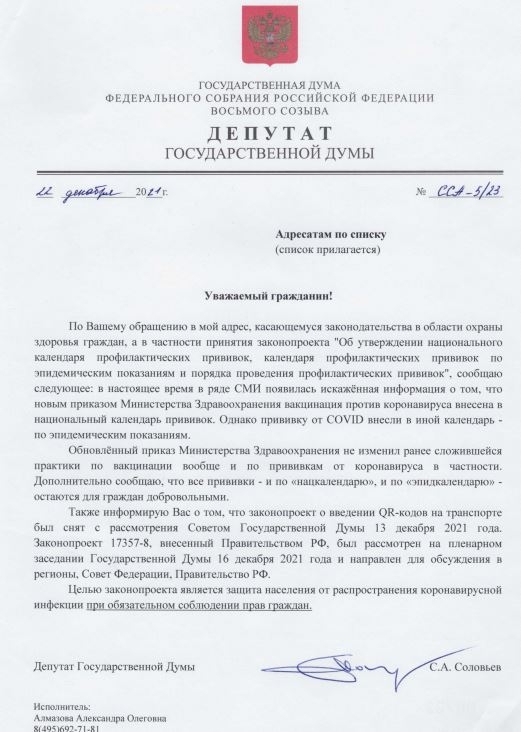 ГОСУДАРСТВЕННАЯ ДУМА
ФЕДЕРАЛЬНОГО СОБРАНИЯ РОССИЙСКОЙ ФЕДЕРАЦИИ
ВОСЬМОГО СОЗЫВА
ДЕПУТАТ
ГОСУДАРСТВЕННОЙ ДУМЫ
22 декабря 2021 г. № ССА-5/23
Адресатам по списку
(список прилагается)
Уважаемый гражданин!
По Вашему обращению в мой адрес, касающемуся законодательства в области охраны
здоровья граждан, а в частности принятия законопроекта "Об утверждении национального
календаря профилактических прививок, календаря профилактических прививок по
эпидемическим показаниям и порядка проведения профилактических прививок", сообщаю
следующее: в настоящее время в ряде СМИ появилась искажённая информация о том, что
новым приказом Министерства Здравоохранения вакцинация против коронавируса внесена в
национальный календарь прививок. Однако прививку от COVID внесли в иной календарь -
по эпидемическим показаниям.
Обновлённый приказ Министерства Здравоохранения не изменил ранее сложившейся
практики по вакцинации вообще и по прививкам от коронавируса в частности.
Дополнительно сообщаю, что все прививки - и по «нацкалендарю», и по «эпидкалендарю» -
остаются для граждан добровольными.
Также информирую Вас о том, что законопроект о введении QR-кодов на транспорте
был снят с рассмотрения Советом Государственной Думы 13 декабря 2021 года.
Законопроект 17357-8, внесенный Правительством РФ, был рассмотрен на пленарном
заседании Государственной Думы 16 декабря 2021 года и направлен для обсуждения в
регионы, Совет Федерации, Правительство РФ.
Целью законопроекта является защита населения от распространения коронавирусной
инфекции при обязательном соблюдении прав граждан.
Депутат Государственной Думы С.А. Соловьев
Исполнитель:
Алмазова Александра Олеговна
8(495)692-71-81